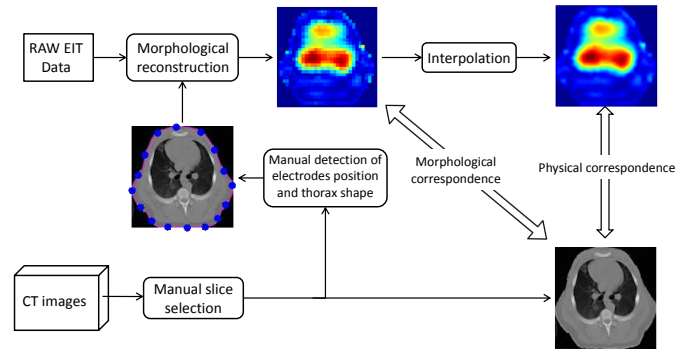 RAW EIT
Data
Morphological
reconstruction
Interpolation
Manual detection of
electrodes position
and thorax shape
Morphological
correspondence
Physical correspondence
CT images
Manual slice
selection